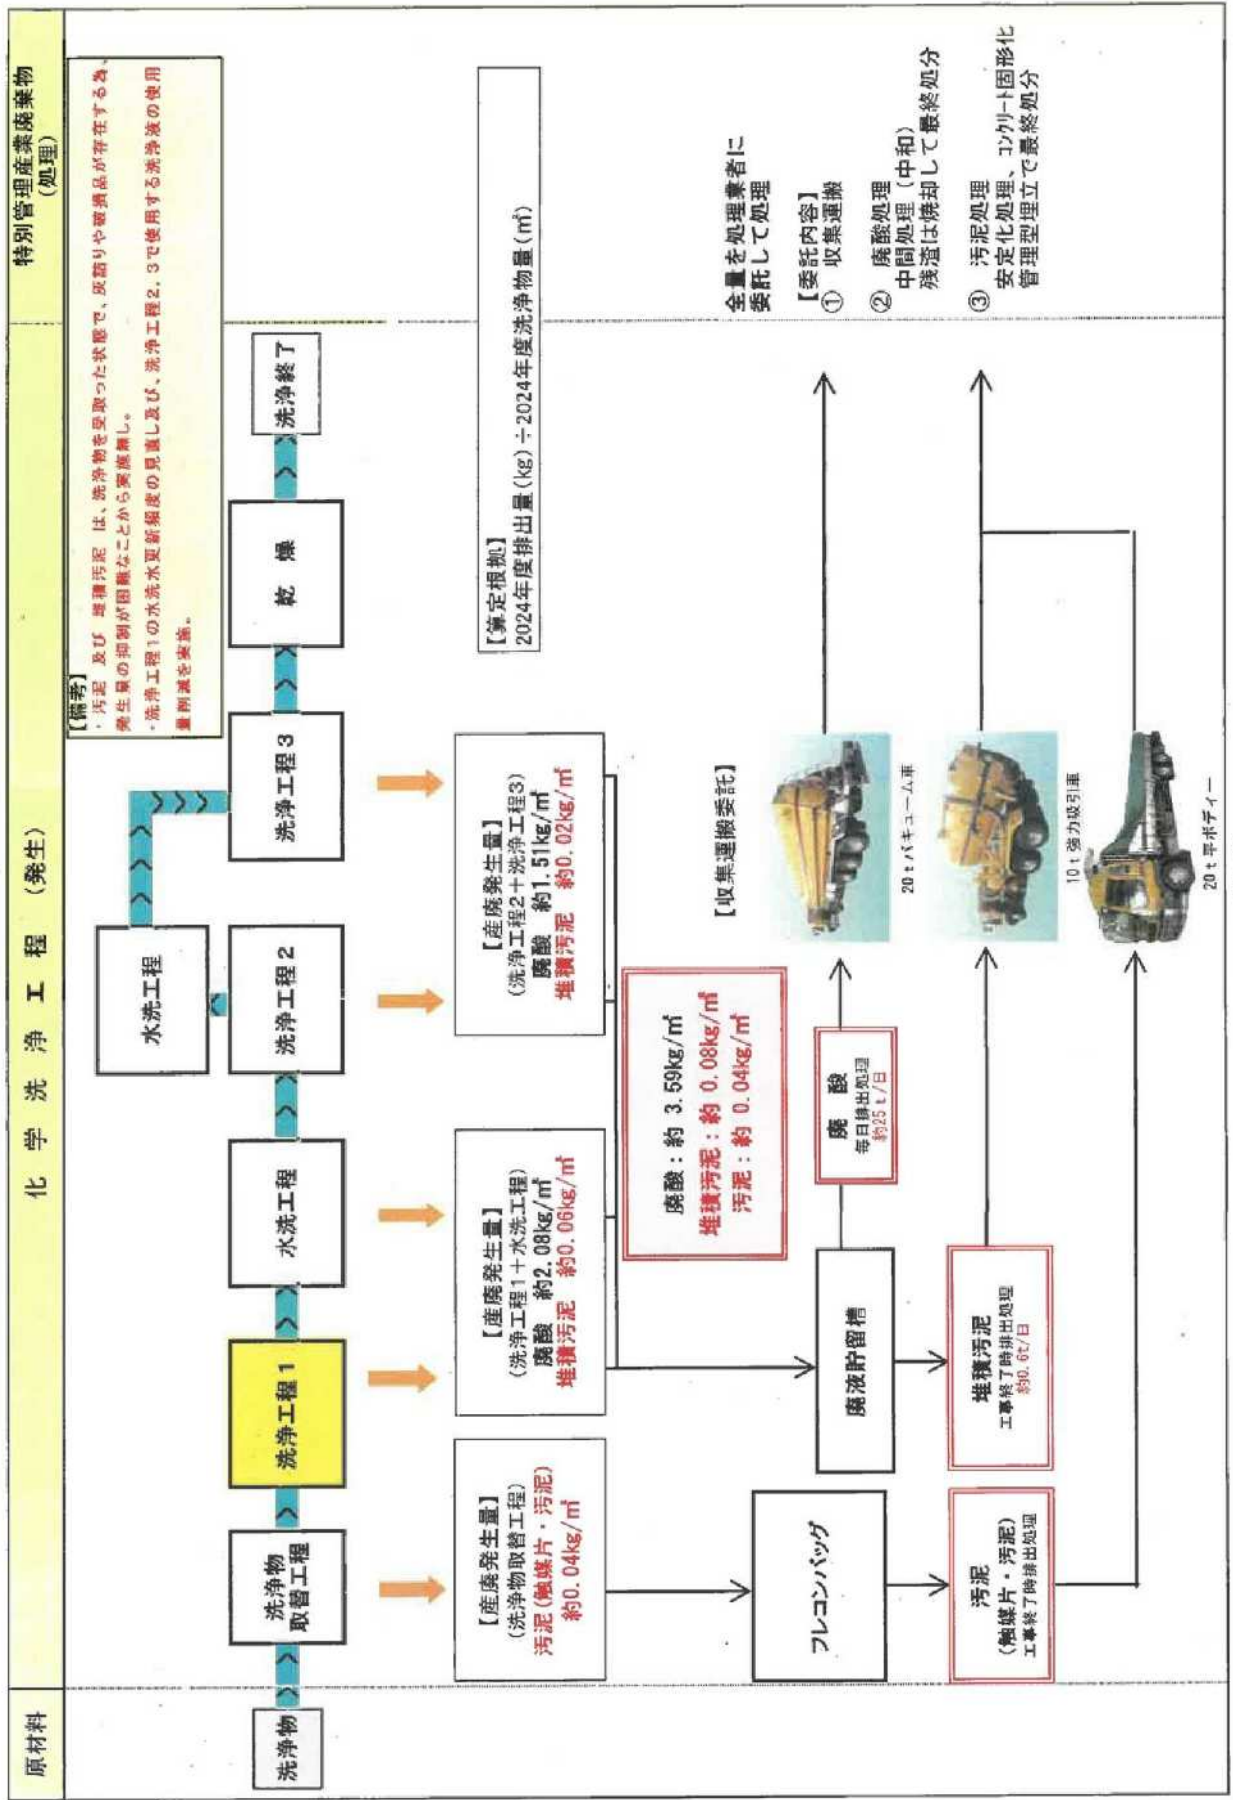 原材料
化学洗浄工程（発生）
特別管理産業廃棄物
（処理）
【備考】
・汚泥 及び 堆積汚泥 は、洗浄物を受取った状態で、灰詰りや破損品が存在する為、
発生量の抑制が困難なことから実施無し。
・洗浄工程1の水洗水更新頻度の見直し及び、洗浄工程2，3で使用する洗浄液の使用
量削減を実施。
洗浄物
洗浄物
取替工程
洗浄工程1
水洗工程
洗浄工程2
水洗工程
洗浄工程3
乾　燥
洗浄終了
【産廃発生量】
（洗浄物取替工程）
汚泥（触媒片・汚泥）
約0.04kg/㎡
【産廃発生量】
（洗浄工程1＋水洗工程）
廃酸　約2.08kg/㎡
堆積汚泥　約0.06kg/㎡
【産廃発生量】
（洗浄工程2＋洗浄工程3）
廃酸　約1.51kg/㎡
堆積汚泥　約0.02kg/㎡
【算定根拠】
2024年度排出量(kg)÷2024年度洗浄物量(㎡)
廃酸：約 3.59kg/㎡
堆積汚泥：約 0.08kg/㎡
汚泥：約 0.04kg/㎡
フレコンバッグ
廃液貯留槽
廃　酸
毎日排出処理
約25ｔ/日
汚泥
（触媒片・汚泥）
工事終了時排出処理
堆積汚泥
工事終了時排出処理
約0.6t/日
【収集運搬委託】
20ｔバキューム車
10ｔ強力吸引車
20ｔ平ボディー
全量を処理業者に
委託して処理
【委託内容】
① 収集運搬
② 廃酸処理
中間処理（中和）
残渣は焼却して最終処分
③ 汚泥処理
安定化処理、コンクリート固形化
管理型埋立で最終処分